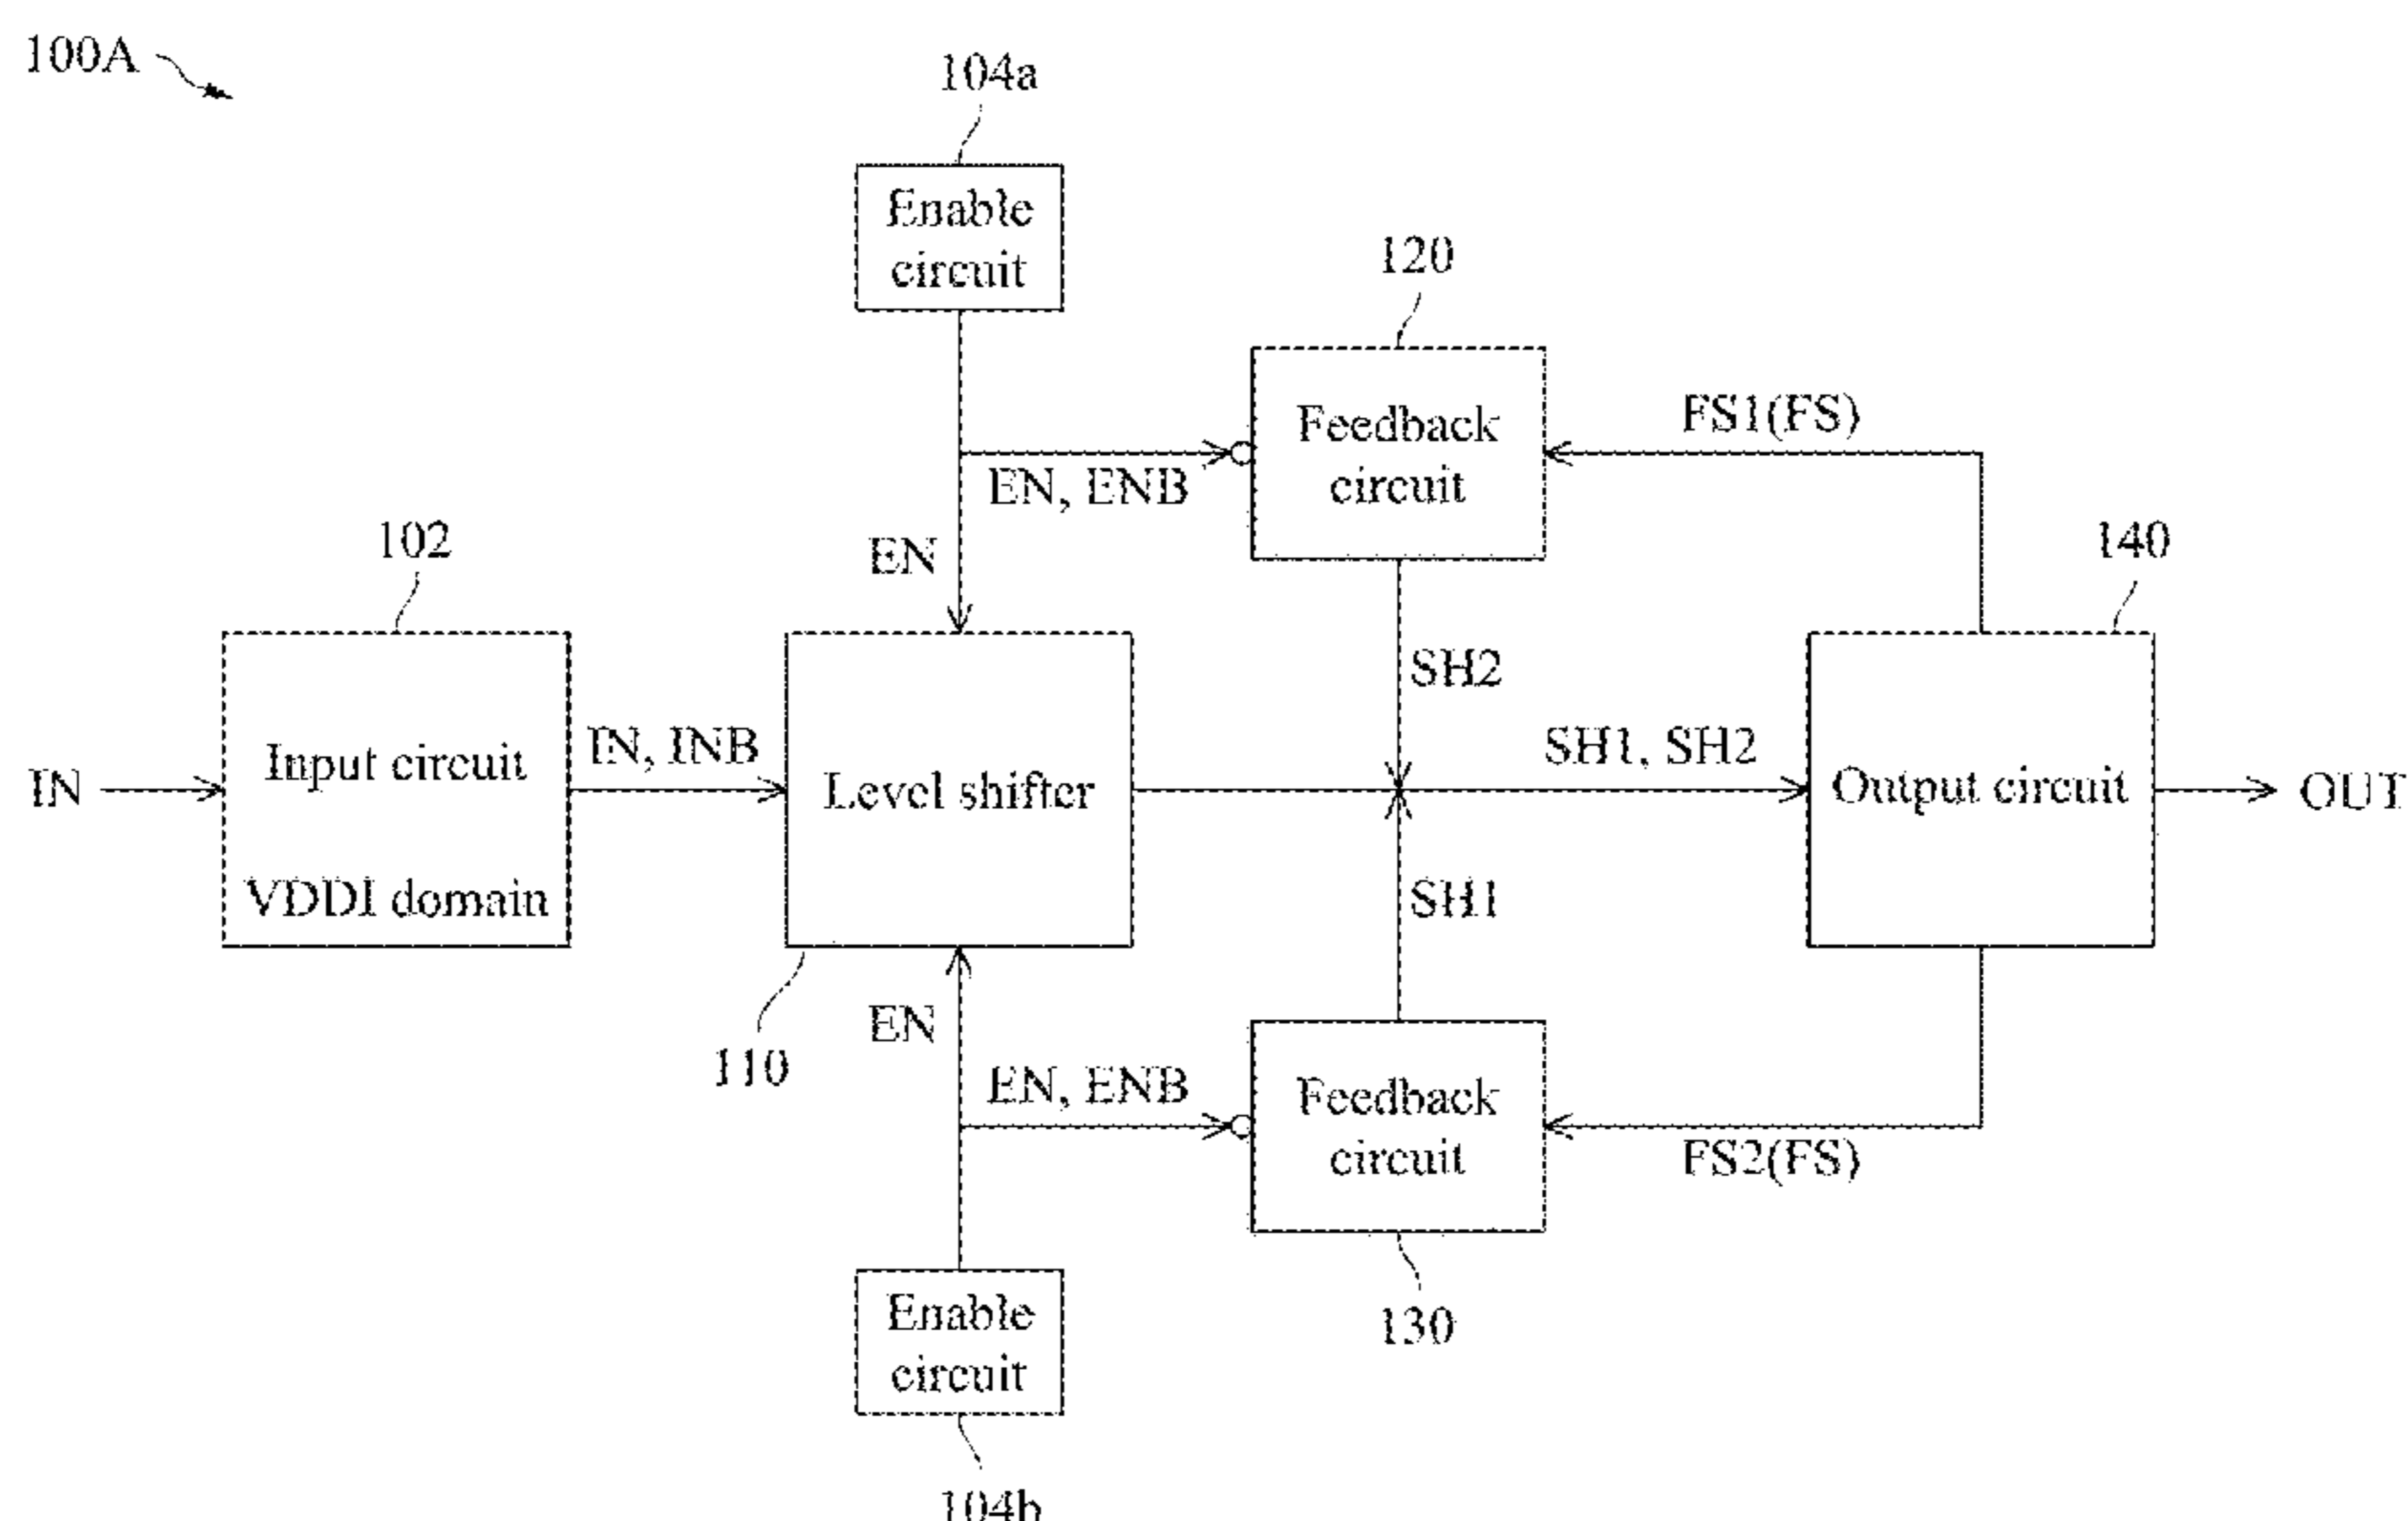 100A
104a
Enable
circuit
120
Feedback
circuit
FS1(FS)
EN, ENB
EN
102
140
SH2
Input circuit
VDDI domain
IN, INB
Level shifter
SH1, SH2
Output circuit
IN
OUT
SH1
110
EN
EN, ENB
Feedback
circuit
FS2(FS)
Enable
circuit
130
104b